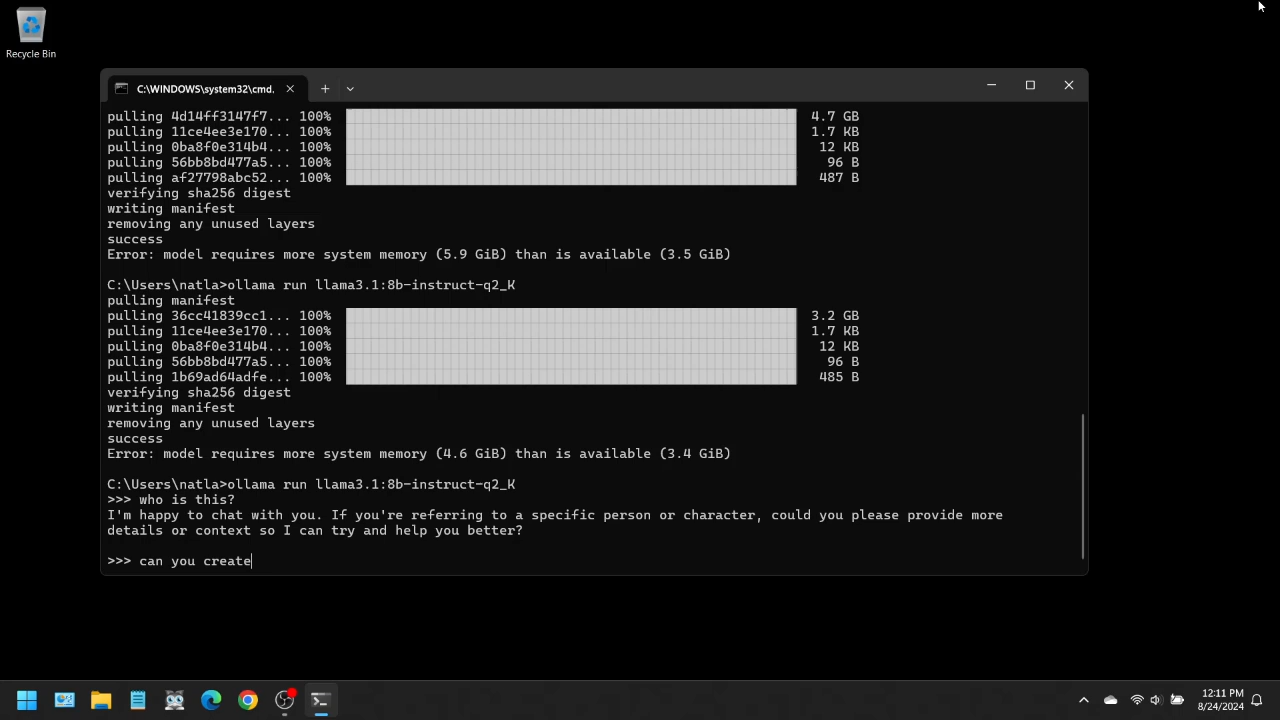 Recycle Bin
C:\WINDOWS\system32\cmd.
pulling 4d14ff3147f7... 100% 4.7 GB
pulling 11ce4ee3e170... 100% 1.7 KB
pulling 0ba8f0e314b4... 100% 12 KB
pulling 56bb8bd477a5... 100% 96 B
pulling af27798abc52... 100% 487 B
verifying sha256 digest
writing manifest
removing any unused layers
success
Error: model requires more system memory (5.9 GiB) than is available (3.5 GiB)
C:\Users\natla>ollama run llama3.1:8b-instruct-q2_K
pulling manifest
pulling 36cc41839cc1... 100% 3.2 GB
pulling 11ce4ee3e170... 100% 1.7 KB
pulling 0ba8f0e314b4... 100% 12 KB
pulling 56bb8bd477a5... 100% 96 B
pulling 1b69ad64adfe... 100% 485 B
verifying sha256 digest
writing manifest
removing any unused layers
success
Error: model requires more system memory (4.6 GiB) than is available (3.4 GiB)
C:\Users\natla>ollama run llama3.1:8b-instruct-q2_K
>>> who is this?
I'm happy to chat with you. If you're referring to a specific person or character, could you please provide more
details or context so I can try and help you better?
>>> can you create
12:11 PM
8/24/2024